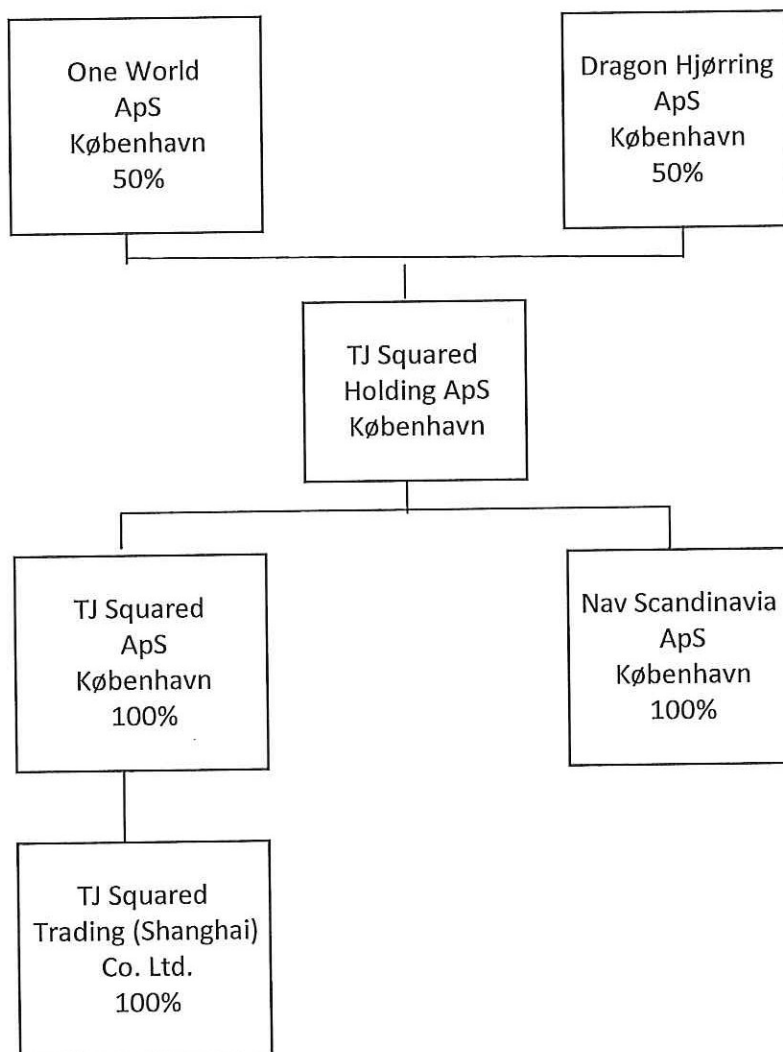 One World
ApS
København
50%
Dragon Hjørring
ApS
København
50%
TJ Squared
Holding ApS
København
TJ Squared
ApS
København
100%
Nav Scandinavia
ApS
København
100%
TJ Squared
Trading (Shanghai)
Co. Ltd.
100%